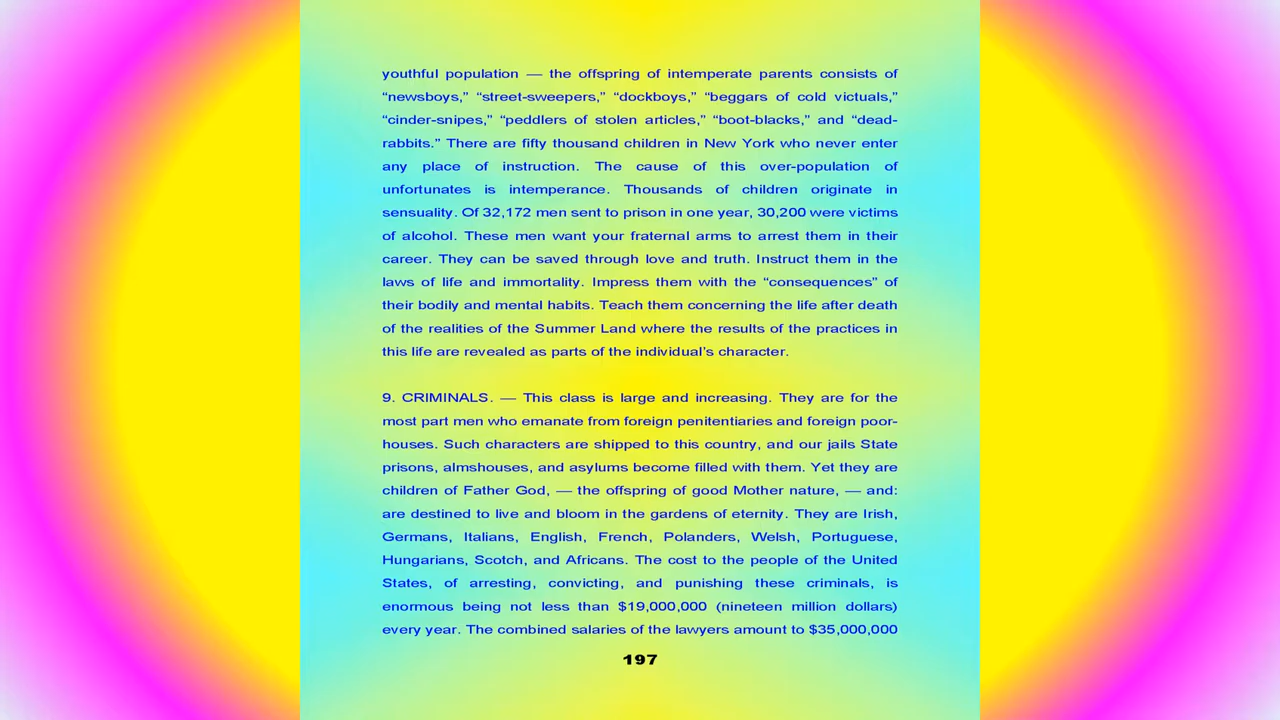 youthful population — the offspring of intemperate parents consists of
“newsboys,” “street-sweepers,” “dockboys,” “beggars of cold victuals,”
“cinder-snipes,” “peddlers of stolen articles,” “boot-blacks,” and “dead-
rabbits.” There are fifty thousand children in New York who never enter
any place of instruction. The cause of this over-population of
unfortunates is intemperance. Thousands of children originate in
sensuality. Of 32,172 men sent to prison in one year, 30,200 were victims
of alcohol. These men want your fraternal arms to arrest them in their
career. They can be saved through love and truth. Instruct them in the
laws of life and immortality. Impress them with the “consequences” of
their bodily and mental habits. Teach them concerning the life after death
of the realities of the Summer Land where the results of the practices in
this life are revealed as parts of the individual’s character.
9. CRIMINALS. — This class is large and increasing. They are for the
most part men who emanate from foreign penitentiaries and foreign poor-
houses. Such characters are shipped to this country, and our jails State
prisons, almshouses, and asylums become filled with them. Yet they are
children of Father God, — the offspring of good Mother nature, — and:
are destined to live and bloom in the gardens of eternity. They are Irish,
Germans, Italians, English, French, Polanders, Welsh, Portuguese,
Hungarians, Scotch, and Africans. The cost to the people of the United
States, of arresting, convicting, and punishing these criminals, is
enormous being not less than $19,000,000 (nineteen million dollars)
every year. The combined salaries of the lawyers amount to $35,000,000
197